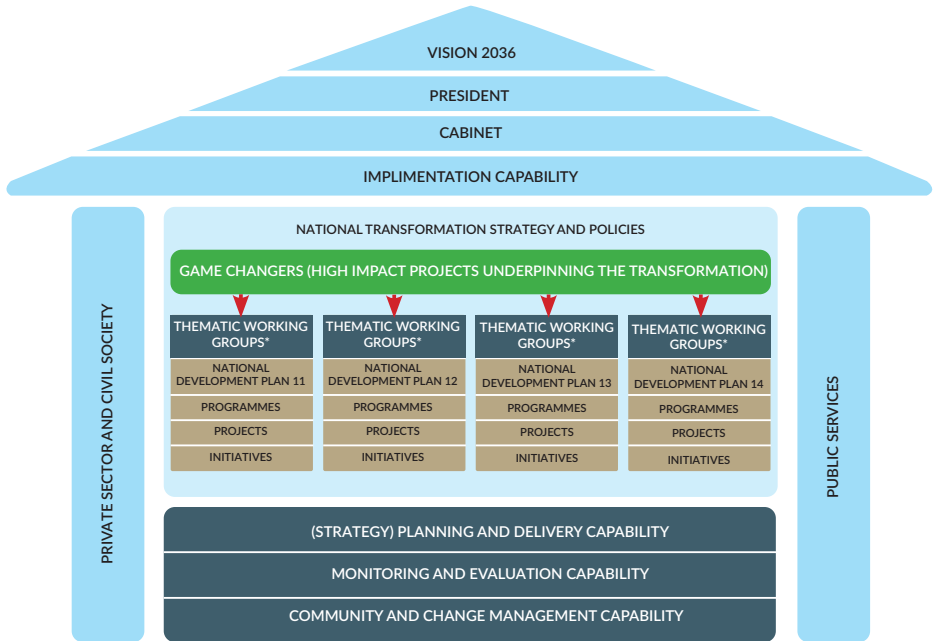 VISION 2036
PRESIDENT
CABINET
IMPLIMENTATION CAPABILITY
PRIVATE SECTOR AND CIVIL SOCIETY
NATIONAL TRANSFORMATION STRATEGY AND POLICIES
GAME CHANGERS (HIGH IMPACT PROJECTS UNDERPINNING THE TRANSFORMATION)
THEMATIC WORKING
GROUPS*
NATIONAL
DEVELOPMENT PLAN 11
PROGRAMMES
PROJECTS
INITIATIVES
THEMATIC WORKING
GROUPS*
NATIONAL
DEVELOPMENT PLAN 12
PROGRAMMES
PROJECTS
INITIATIVES
THEMATIC WORKING
GROUPS*
NATIONAL
DEVELOPMENT PLAN 13
PROGRAMMES
PROJECTS
INITIATIVES
THEMATIC WORKING
GROUPS*
NATIONAL
DEVELOPMENT PLAN 14
PROGRAMMES
PROJECTS
INITIATIVES
(STRATEGY) PLANNING AND DELIVERY CAPABILITY
MONITORING AND EVALUATION CAPABILITY
COMMUNITY AND CHANGE MANAGEMENT CAPABILITY
PUBLIC SERVICES